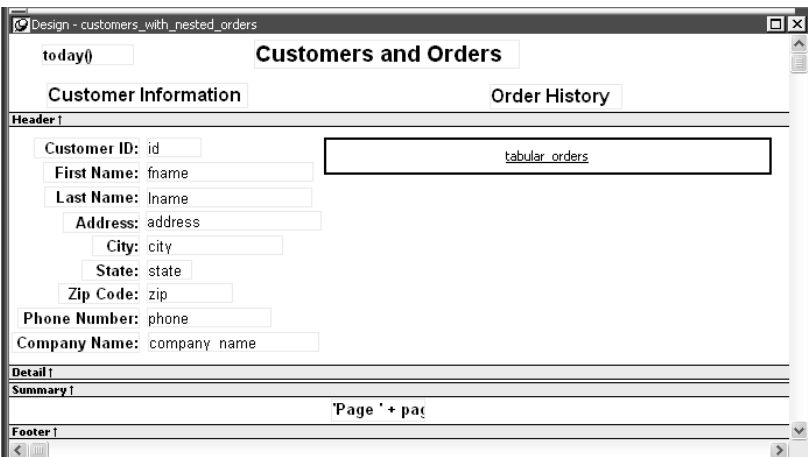 Design - customers_with_nested_orders
today()
Customers and Orders
Customer Information
Order History
Header ↑
Customer ID: id
tabular_orders
First Name: fname
Last Name: lname
Address: address
City: city
State: state
Zip Code: zip
Phone Number: phone
Company Name: company_name
Detail ↑
Summary ↑
'Page ' + pag
Footer ↑